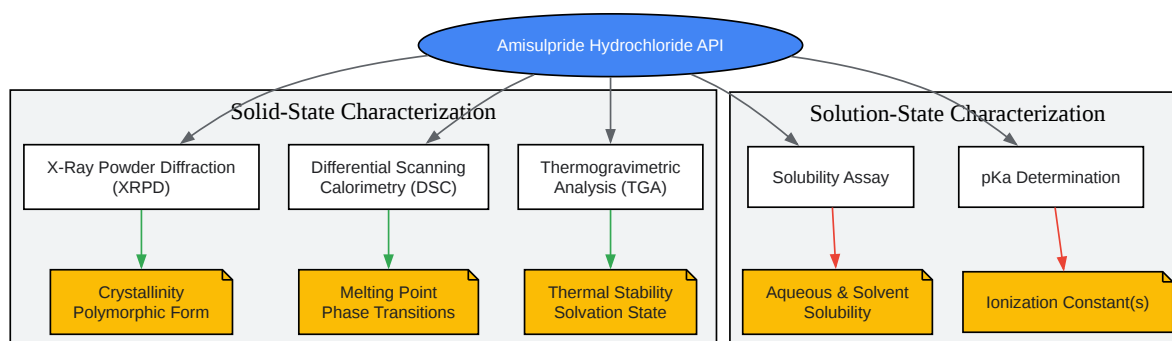 Amisulpride Hydrochloride API
Solid-State Characterization
Solution-State Characterization
X-Ray Powder Diffraction
(XRPD)
Differential Scanning
Calorimetry (DSC)
Thermogravimetric
Analysis (TGA)
Solubility Assay
pKa Determination
Crystallinity
Polymorphic Form
Melting Point
Phase Transitions
Thermal Stability
Solvation State
Aqueous & Solvent
Solubility
Ionization Constant(s)